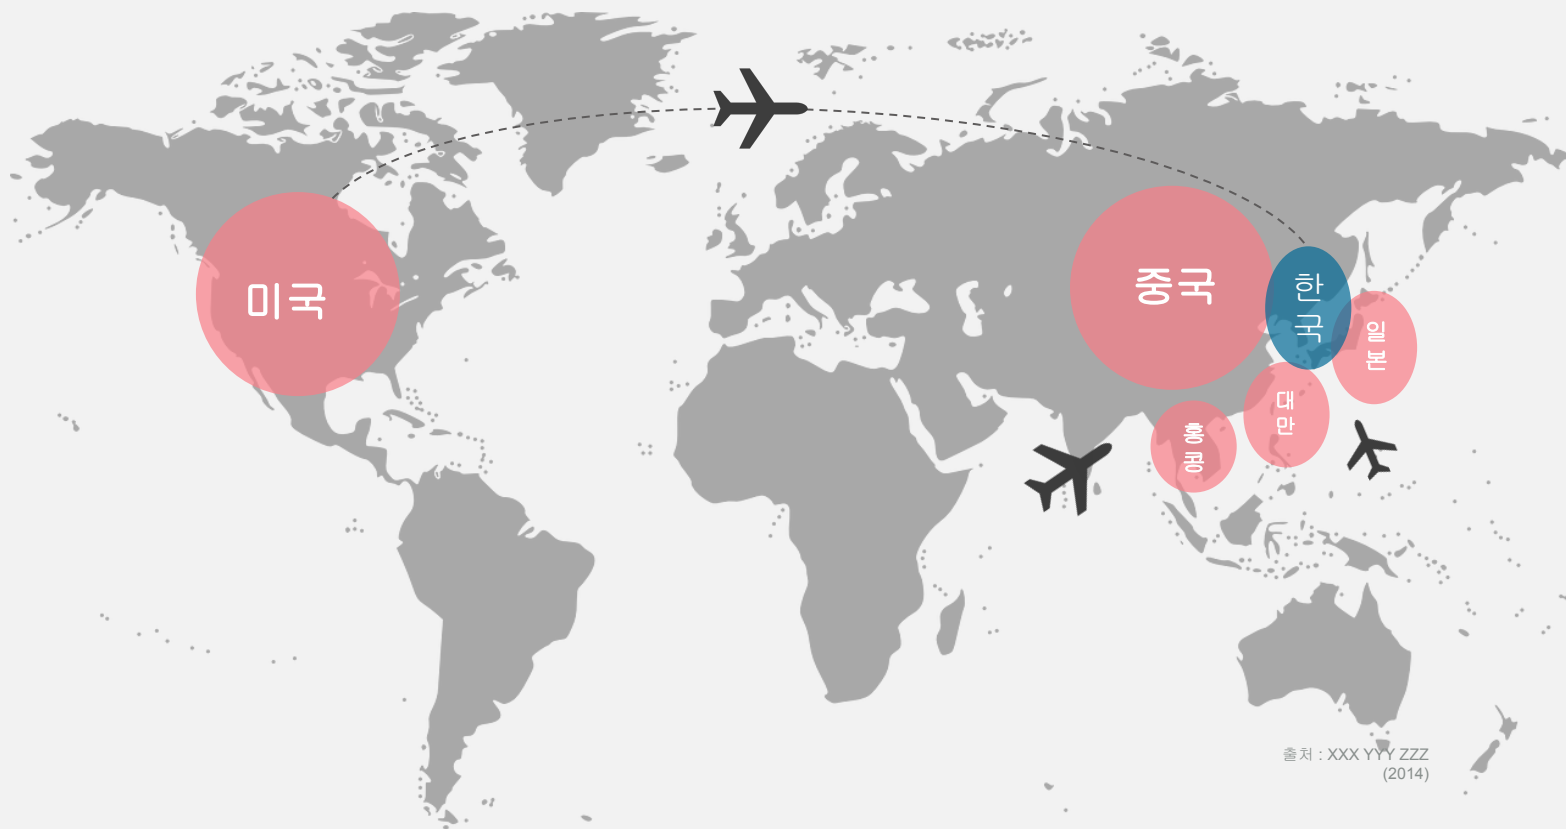 미국
중국
한
국
일
본
대
만
홍
콩
출처 : XXX YYY ZZZ
(2014)